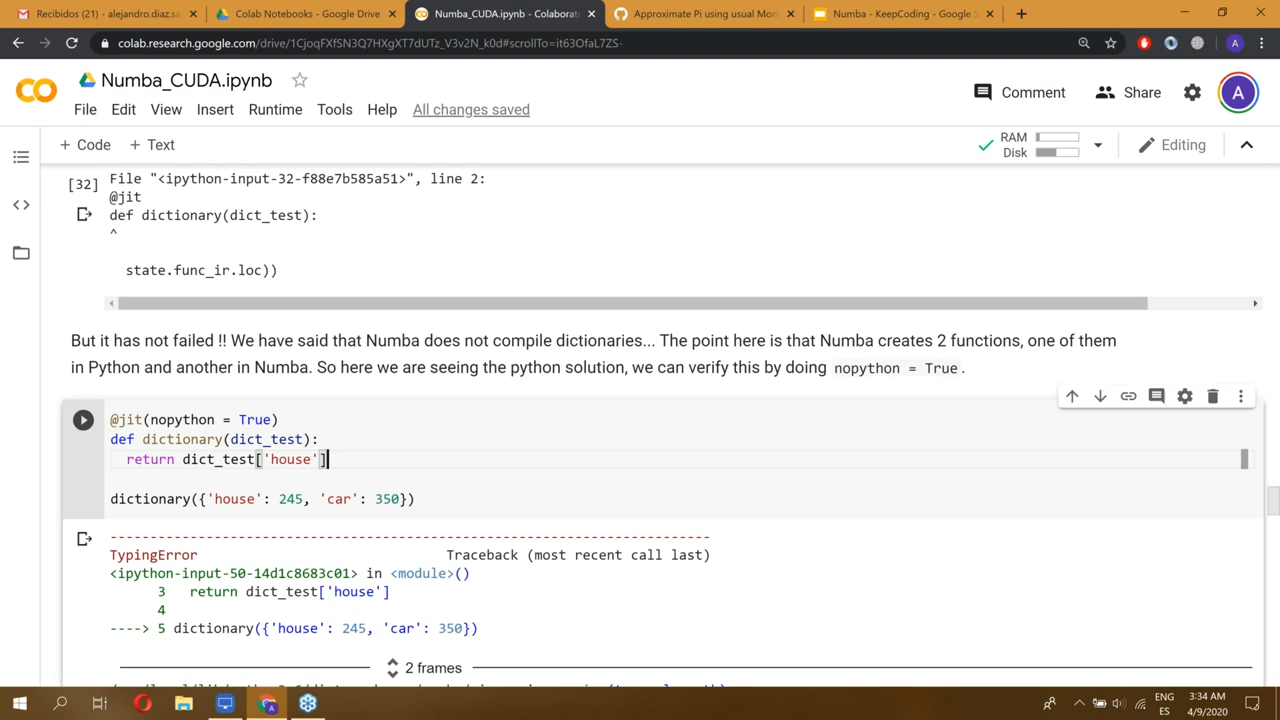 Recibidos (21) - alejandro.diaz.sa
Colab Notebooks - Google Drive
Numba_CUDA.ipynb - Colaborat
Approximate Pi using usual Mon
Numba - KeepCoding - Google S
colab.research.google.com/drive/1CjoqFXfSN3Q7HXgXT7dUTz_V3v2N_k0d#scrollTo=it63OfaL7ZS-
A
Numba_CUDA.ipynb
Comment
Share
A
File Edit View Insert Runtime Tools Help All changes saved
+ Code + Text
RAM
Disk
Editing
[32]
File "<ipython-input-32-f88e7b585a51>", line 2:
@jit
def dictionary(dict_test):
^
state.func_ir.loc))
But it has not failed !! We have said that Numba does not compile dictionaries... The point here is that Numba creates 2 functions, one of them
in Python and another in Numba. So here we are seeing the python solution, we can verify this by doing nopython = True.
@jit(nopython = True)
def dictionary(dict_test):
return dict_test['house']
dictionary({'house': 245, 'car': 350})
---------------------------------------------------------------------------
TypingError Traceback (most recent call last)
<ipython-input-50-14d1c8683c01> in <module>()
3 return dict_test['house']
4
----> 5 dictionary({'house': 245, 'car': 350})
2 frames
ENG
ES
3:34 AM
4/9/2020